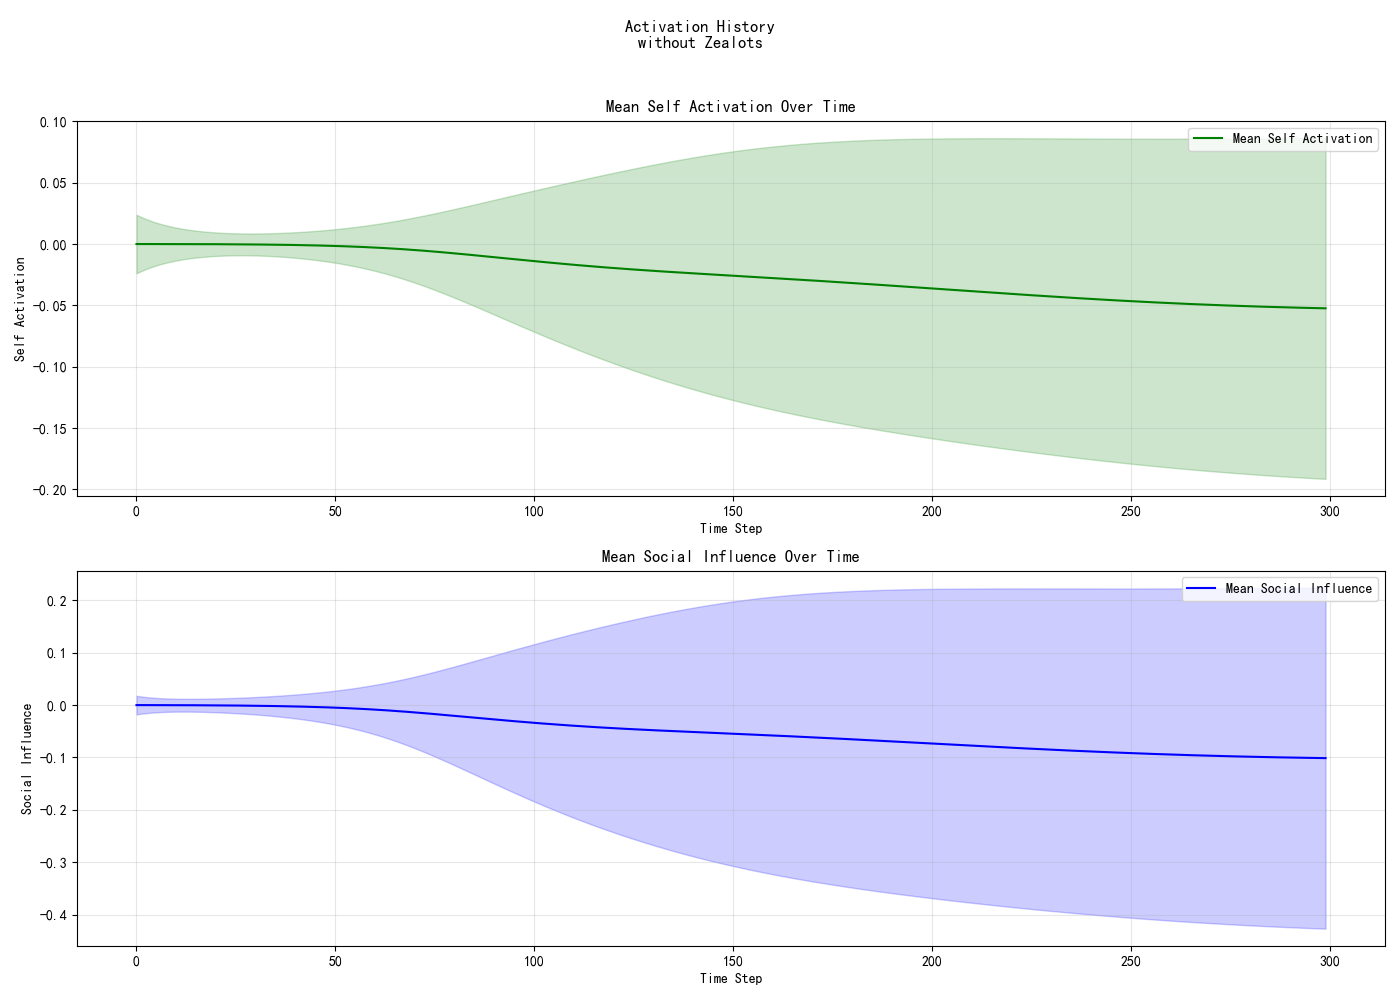 Activation History
without Zealots
Mean Self Activation Over Time
Mean Self Activation
Self Activation
0.10
0.05
0.00
−0.05
−0.10
−0.15
−0.20
0 50 100 150 200 250 300
Time Step
Mean Social Influence Over Time
Mean Social Influence
Social Influence
0.2
0.1
0.0
−0.1
−0.2
−0.3
−0.4
0 50 100 150 200 250 300
Time Step